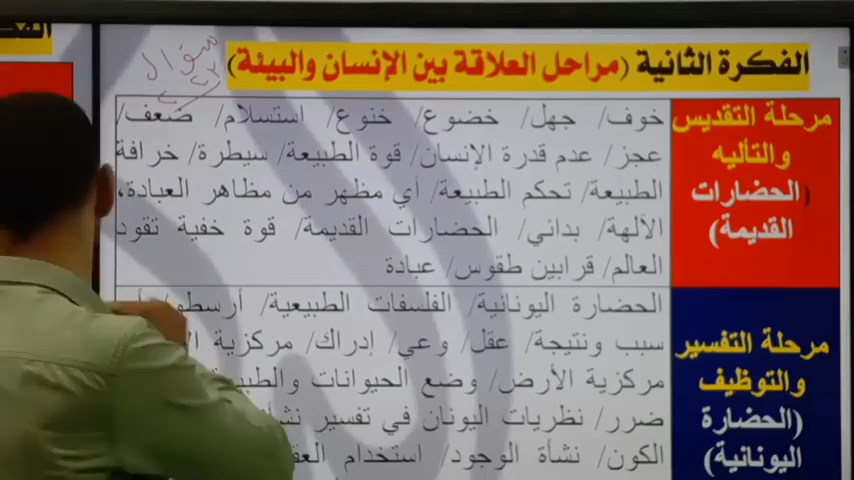 الفكرة الثانية (مراحل العلاقة بين الإنسان والبيئة)
سؤال
مرحلة التقديس
والتأليه
(الحضارات
القديمة)
خوف/ جهل/ خضوع/ خنوع/ استسلام/ ضعف/
عجز/ عدم قدرة الإنسان/ قوة الطبيعة/ سيطرة/ خرافة
الطبيعة/ تحكم الطبيعة/ أي مظهر من مظاهر العبادة،
الآلهة/ بدائي/ الحضارات القديمة/ قوة خفية تقود
العالم/ قرابين طقوس/ عبادة
مرحلة التفسير
والتوظيف
(الحضارة
اليونانية)
الحضارة اليونانية/ الفلسفات الطبيعية/ أرسطو/
سبب ونتيجة/ عقل/ وعي/ إدراك/ مركزية
مركزية الأرض/ وضع الحيوانات
ضرر/ نظريات اليونان في تفسير
الكون/ نشأة الوجود/ استخدام